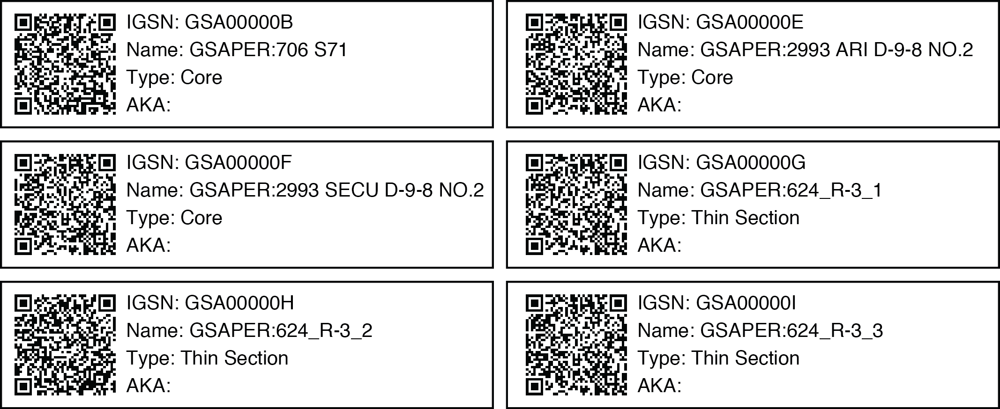 IGSN: GSA00000B
Name: GSAPER:706 S71
Type: Core
AKA:
IGSN: GSA00000E
Name: GSAPER:2993 ARI D-9-8 NO.2
Type: Core
AKA:
IGSN: GSA00000F
Name: GSAPER:2993 SECU D-9-8 NO.2
Type: Core
AKA:
IGSN: GSA00000G
Name: GSAPER:624_R-3_1
Type: Thin Section
AKA:
IGSN: GSA00000H
Name: GSAPER:624_R-3_2
Type: Thin Section
AKA:
IGSN: GSA00000I
Name: GSAPER:624_R-3_3
Type: Thin Section
AKA: